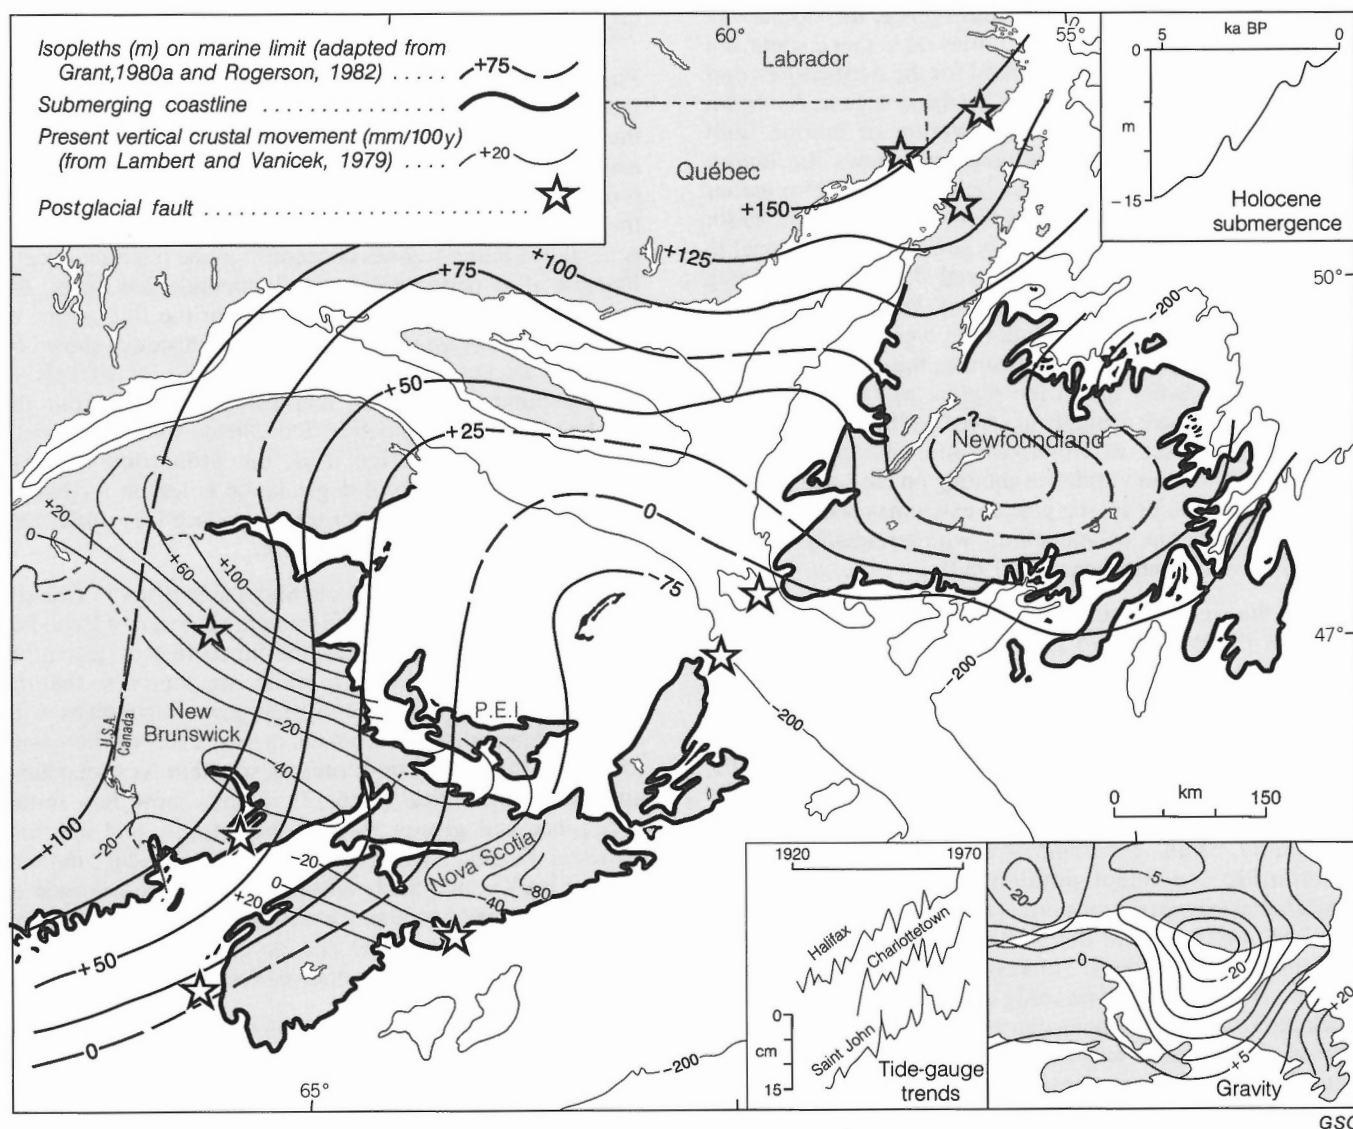 Isopleths (m) on marine limit (adapted from
Grant,1980a and Rogerson, 1982) ..... +75
Submerging coastline ................
Present vertical crustal movement (mm/100y)
(from Lambert and Vanicek, 1979) .... +20
Postglacial fault ..............................
60°
55°
Labrador
Québec
+150
+125
+100
+75
+50
+25
0
-75
ka BP
5 0
0
m
-15
Holocene
submergence
50°
-200
?
Newfoundland
47°
-200
-200
+20
0
+60
+100
U.S.A.
Canada
New
Brunswick
-20
-40
P.E.I.
+100
-20
-20
0
+20
Nova Scotia
-40
-80
+50
0
65°
-200
0 km 150
1920 1970
Halifax
Charlottetown
Saint John
0
cm
15
Tide-gauge
trends
-20
-5
0
-20
+20
+5
Gravity
GSC